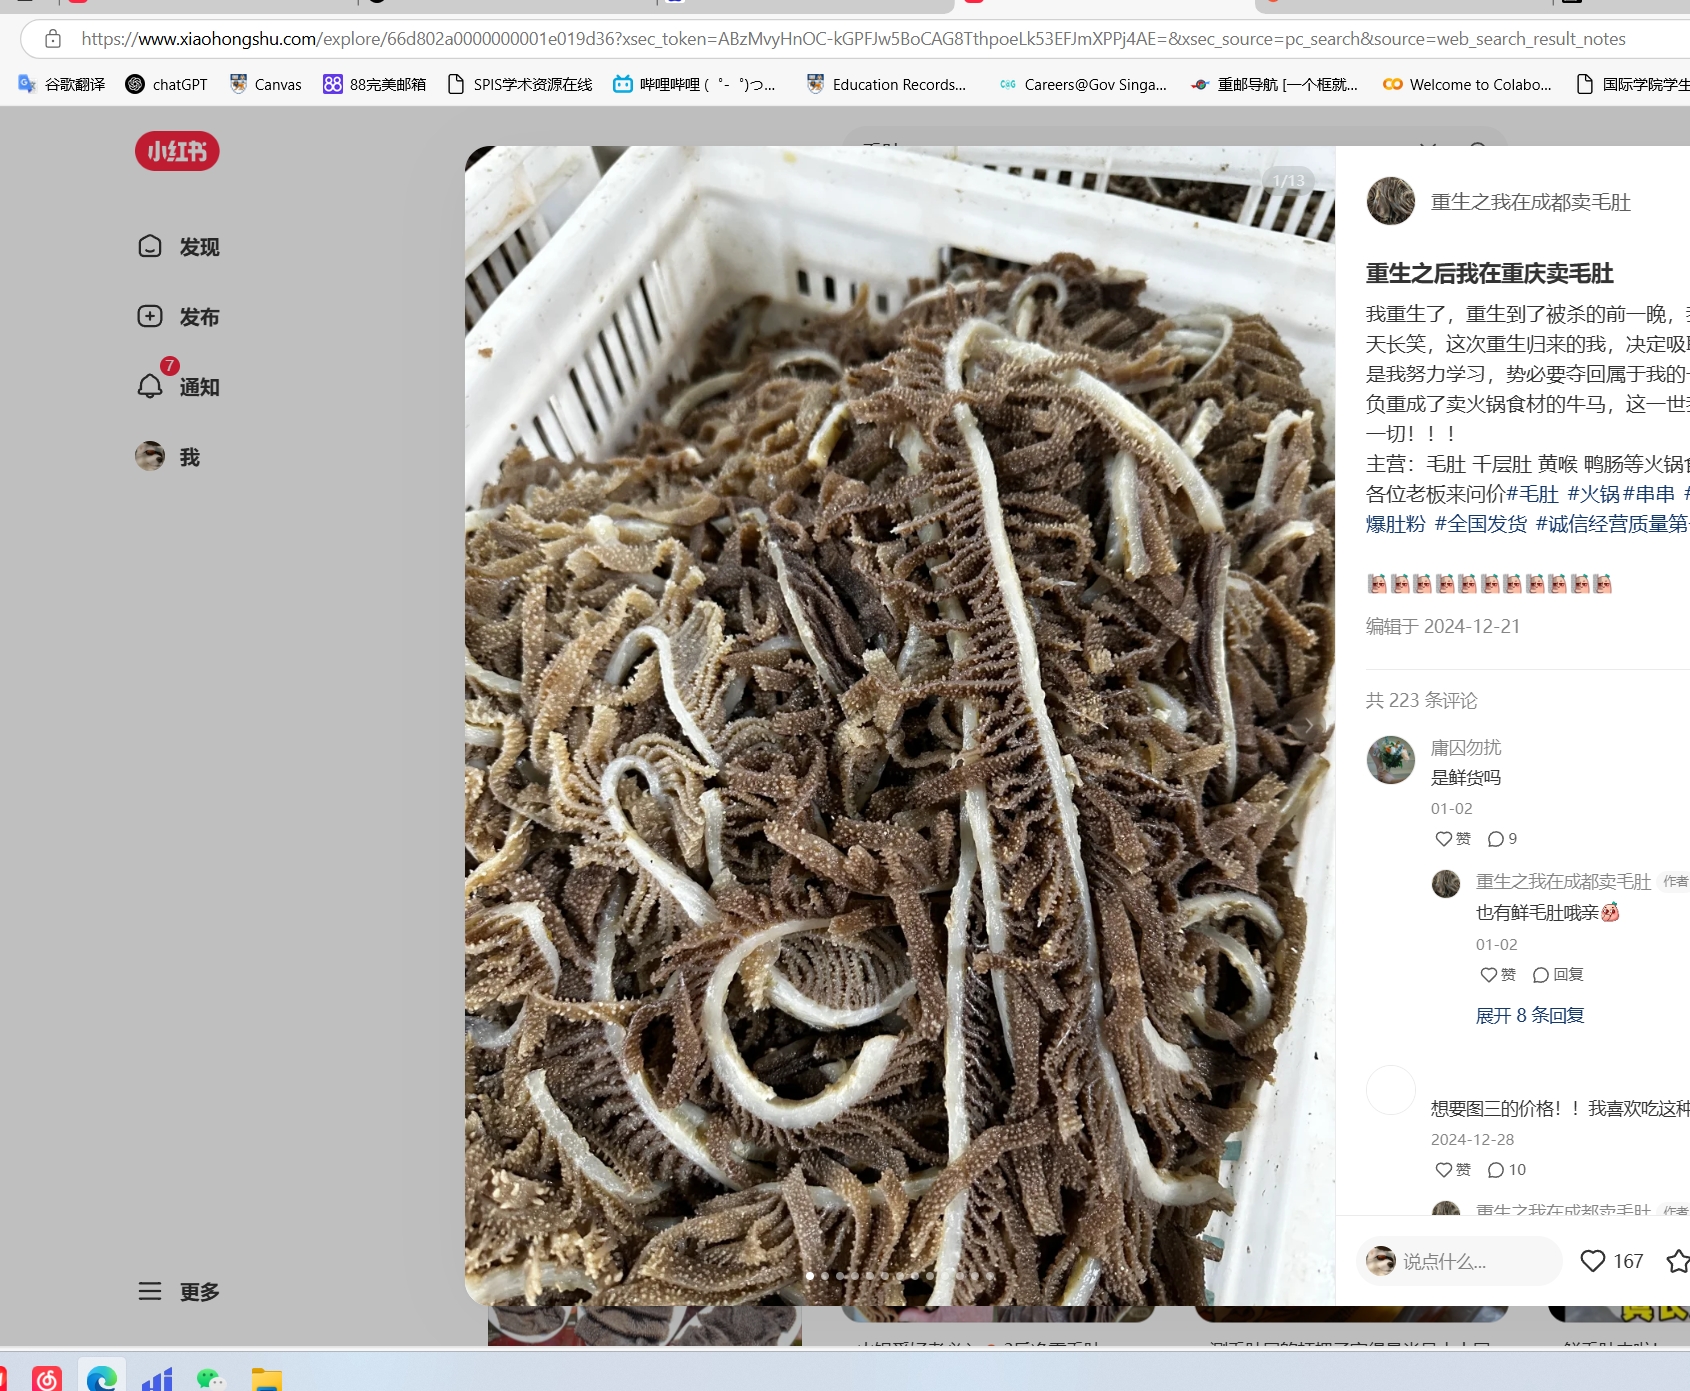 https://www.xiaohongshu.com/explore/66d802a0000000001e019d36?xsec_token=ABzMvyHnOC-kGPFJw5BoCAG8TthpoeLk53EFJmXPPj4AE=&xsec_source=pc_search&source=web_search_result_notes
谷歌翻译 chatGPT Canvas 88完美邮箱 SPIS学术资源在线 哔哩哔哩 ( ゜- ゜)つ... Education Records... Careers@Gov Singa... 重邮导航 [一个框就... Welcome to Colabo... 国际学院学生
小红书
发现
发布
7
通知
我
更多
1/13
重生之我在成都卖毛肚
重生之后我在重庆卖毛肚
我重生了，重生到了被杀的前一晚，
天长笑，这次重生归来的我，决定吸
是我努力学习，势必要夺回属于我的
负重成了卖火锅食材的牛马，这一世
一切！！！
主营：毛肚 千层肚 黄喉 鸭肠等火锅
各位老板来问价#毛肚 #火锅#串串 #
爆肚粉 #全国发货 #诚信经营质量第
编辑于 2024-12-21
共 223 条评论
庸囚勿扰
是鲜货吗
01-02
赞 9
重生之我在成都卖毛肚 作者
也有鲜毛肚哦亲
01-02
赞 回复
展开 8 条回复
想要图三的价格！！我喜欢吃这种
2024-12-28
赞 10
重生之我在成都卖毛肚 作者
说点什么... 167